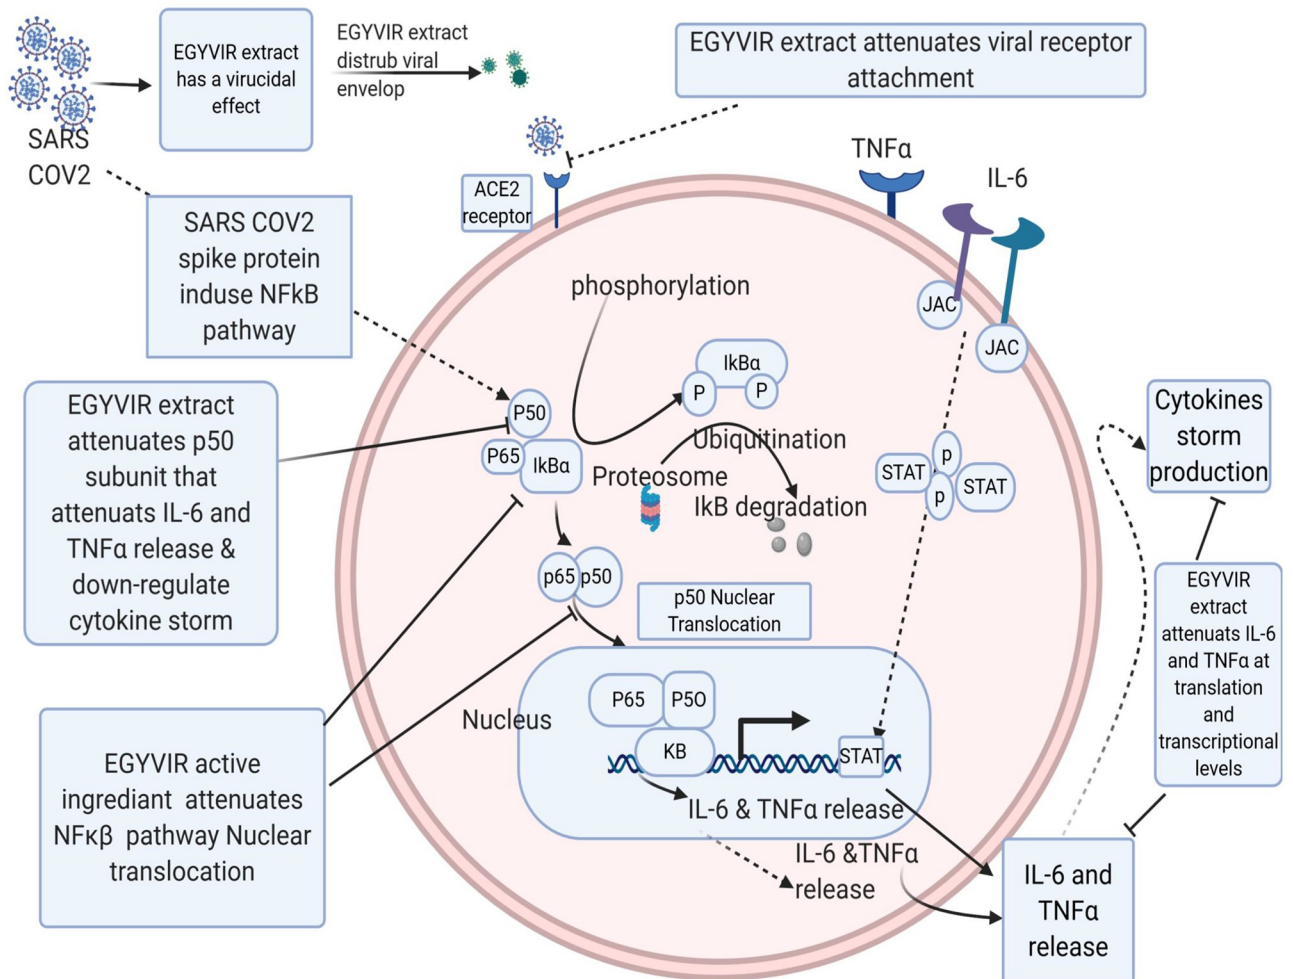 SARS
COV2
EGYVIR extract
has a virucidal
effect
EGYVIR extract
distrub viral
envelop
EGYVIR extract attenuates viral receptor
attachment
ACE2
receptor
TNFα
IL-6
JAC
JAC
SARS COV2
spike protein
induse NFkB
pathway
phosphorylation
IkBα
P
P
Ubiquitination
Proteosome
IkB degradation
P50
P65
IkBα
p65
p50
p50 Nuclear
Translocation
STAT
p
p
STAT
EGYVIR extract
attenuates p50
subunit that
attenuats IL-6 and
TNFα release &
down-regulate
cytokine storm
EGYVIR active
ingrediant attenuates
NFκβ pathway Nuclear
translocation
Nucleus
P65
P50
KB
STAT
IL-6 & TNFα release
IL-6 &TNFα
release
Cytokines
storm
production
EGYVIR
extract
attenuats IL-6
and TNFα at
translation
and
transcriptional
levels
IL-6 and
TNFα
release